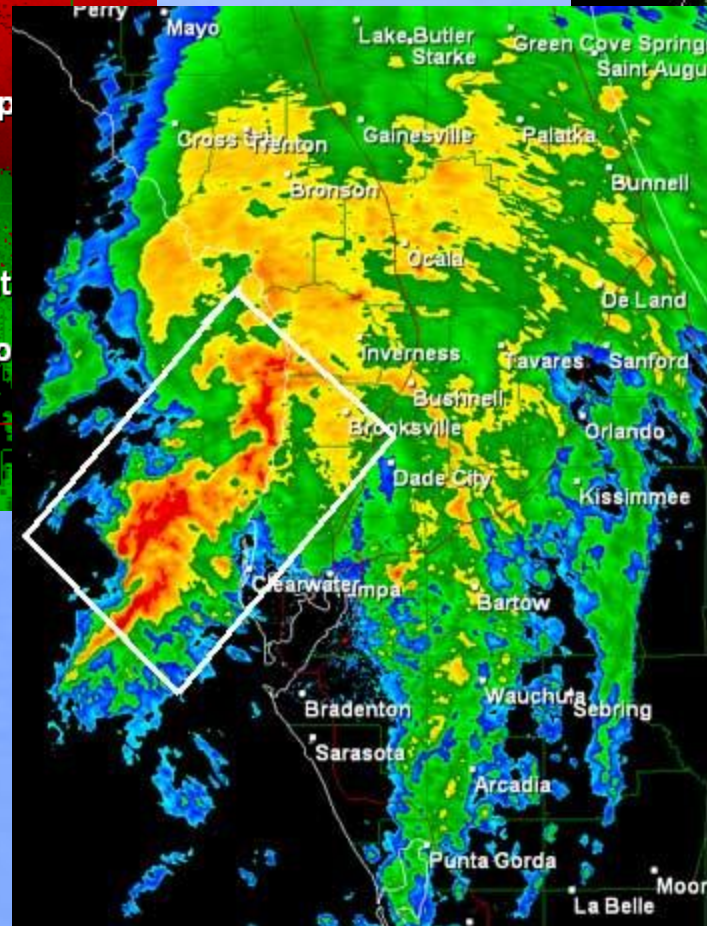 Perry
Mayo
Lake Butler
Starke
Green Cove Spring
Saint Augu
p
Cross City
Trenton
Gainesville
Palatka
Bronson
Bunnell
Ocala
t
De Land
o
Inverness
Tavares
Sanford
Bushnell
Brooksville
Orlando
Dade City
Kissimmee
Clearwater
Tampa
Bartow
Wauchula
Sebring
Bradenton
Sarasota
Arcadia
Punta Gorda
Moor
La Belle